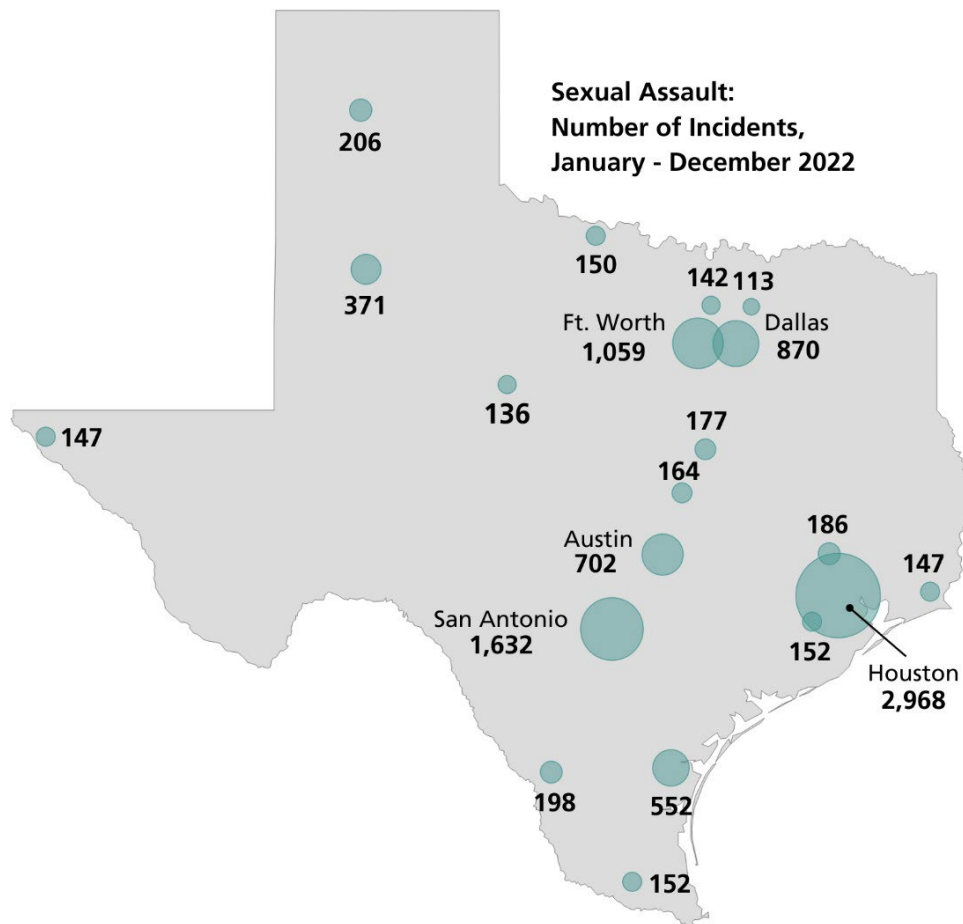 Sexual Assault:
Number of Incidents,
January - December 2022
206
150
371
142
113
Ft. Worth
1,059
Dallas
870
136
147
177
164
186
Austin
702
147
San Antonio
1,632
152
Houston
2,968
198
552
152